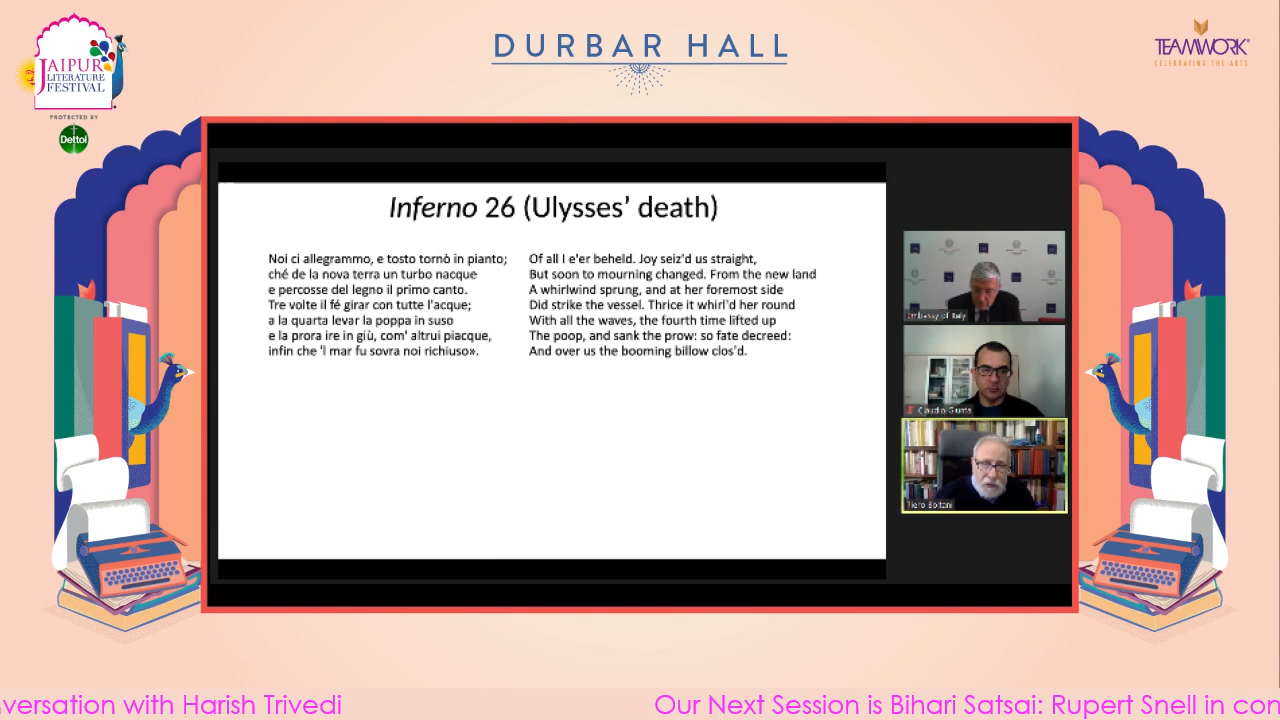 JAIPUR
LITERATURE
FESTIVAL
PROTECTED BY
Dettol
DURBAR HALL
TEAMWORK
CELEBRATING THE ARTS
Inferno 26 (Ulysses’ death)
Noi ci allegrammo, e tosto tornò in pianto;
ché de la nova terra un turbo nacque
e percosse del legno il primo canto.
Tre volte il fé girar con tutte l'acque;
a la quarta levar la poppa in suso
e la prora ire in giù, com' altrui piacque,
infin che 'l mar fu sovra noi richiuso».
Of all I e'er beheld. Joy seiz'd us straight,
But soon to mourning changed. From the new land
A whirlwind sprung, and at her foremost side
Did strike the vessel. Thrice it whirl'd her round
With all the waves, the fourth time lifted up
The poop, and sank the prow: so fate decreed:
And over us the booming billow clos'd.
Embassy of Italy
Claudio Giunta
Piero Boitani
nversation with Harish Trivedi
Our Next Session is Bihari Satsai: Rupert Snell in con